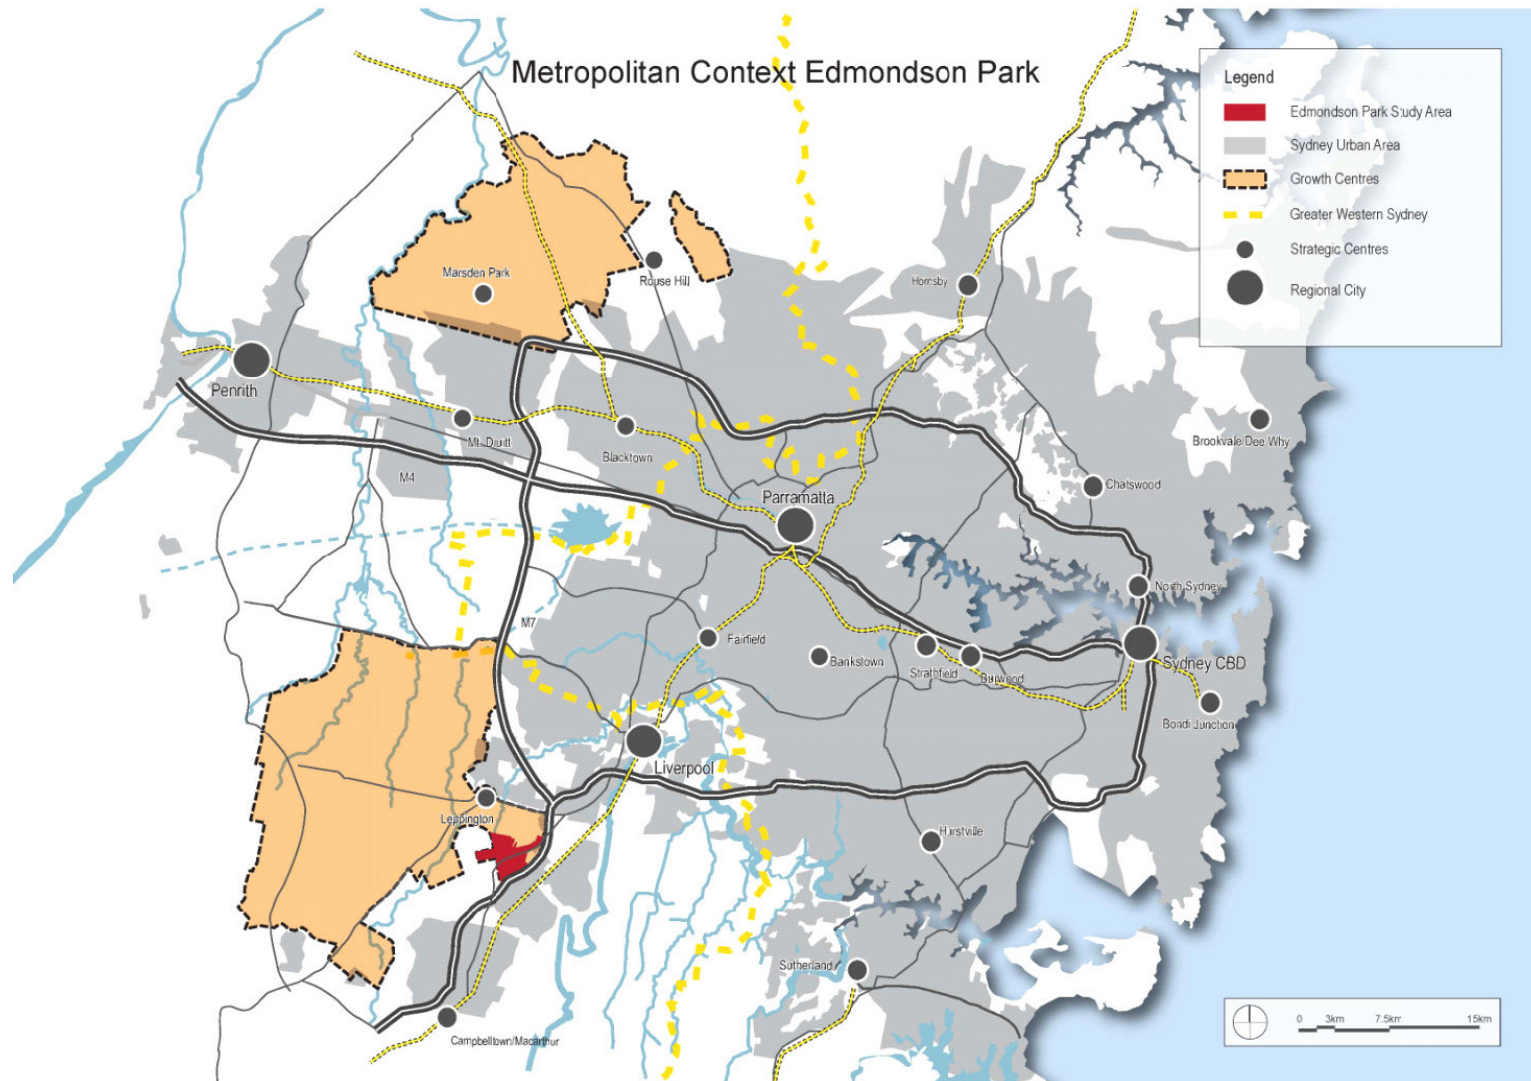 Metropolitan Context Edmondson Park
Legend
Edmondson Park Study Area
Sydney Urban Area
Growth Centres
Greater Western Sydney
Strategic Centres
Regional City
Marsden Park
Rouse Hill
Hornsby
Penrith
Mt. Druitt
Blacktown
Brookvale/Dee Why
M4
Chatswood
Parramatta
North Sydney
M7
Fairfield
Bankstown
Strathfield
Burwood
Sydney CBD
Bondi Junction
Liverpool
Leppington
Hurstville
Sutherland
Campbelltown/Macarthur
0 3km 7.5km 15km